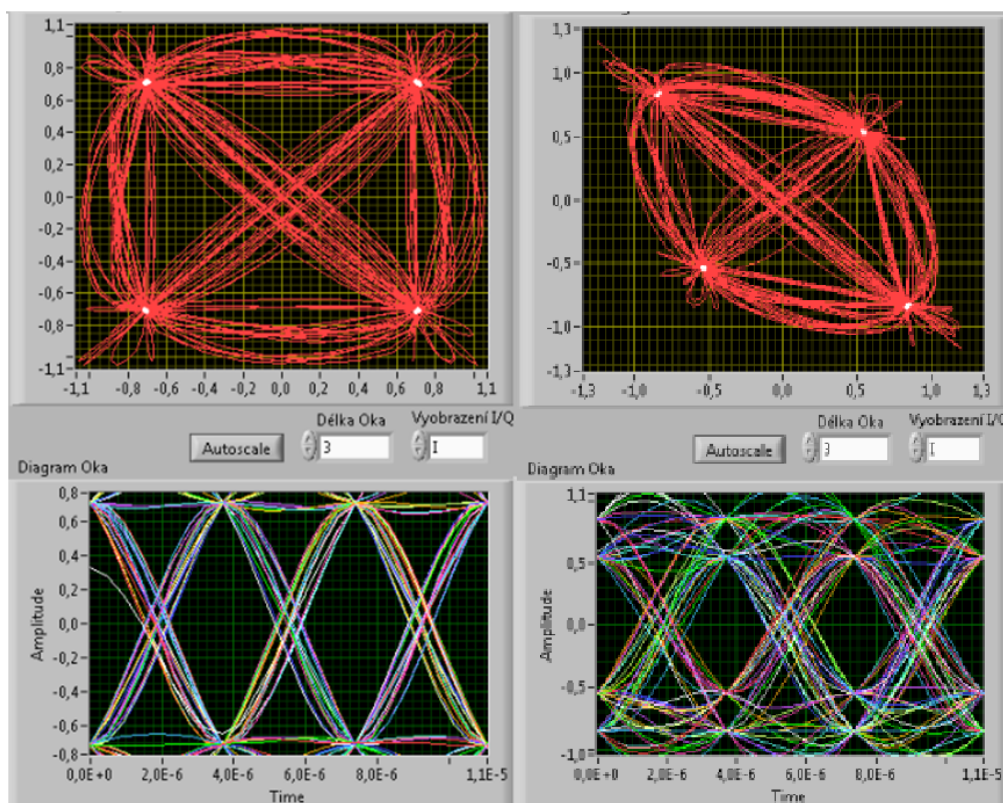 1,1
0,8
0,6
0,4
0,2
0,0
-0,2
-0,4
-0,6
-0,8
-1,1
-1,1 -0,8 -0,6 -0,4 -0,2 0,0 0,2 0,4 0,6 0,8 1,1
Délka Oka Vyobrazení I/Q
Autoscale 3 I
Diagram Oka
0,8
0,6
0,4
0,2
0,0
-0,2
-0,4
-0,6
-0,8
Amplitude
0,0E+0 2,0E-6 4,0E-6 6,0E-6 8,0E-6 1,1E-5
Time
1,3
1,0
0,5
0,0
-0,5
-1,0
-1,3
-1,3 -1,0 -0,5 0,0 0,5 1,0 1,3
Délka Oka Vyobrazení I/Q
Autoscale 3 I
Diagram Oka
1,1
0,5
0,0
-0,5
-1,0
Amplitude
0,0E+0 2,0E-6 4,0E-6 6,0E-6 8,0E-6 1,1E-5
Time